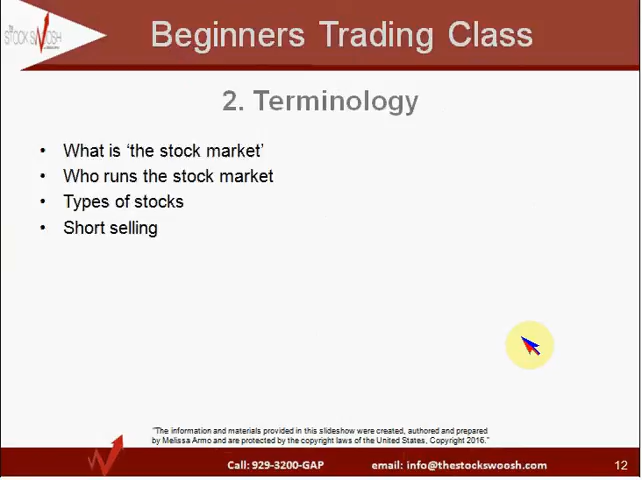 THE
STOCK SWOOSH
Beginners Trading Class
2. Terminology
• What is ‘the stock market’
• Who runs the stock market
• Types of stocks
• Short selling
"The information and materials provided in this slideshow were created, authored and prepared
by Melissa Armo and are protected by the copyright laws of the United States, Copyright 2016."
Call: 929-3200-GAP email: info@thestockswoosh.com 12